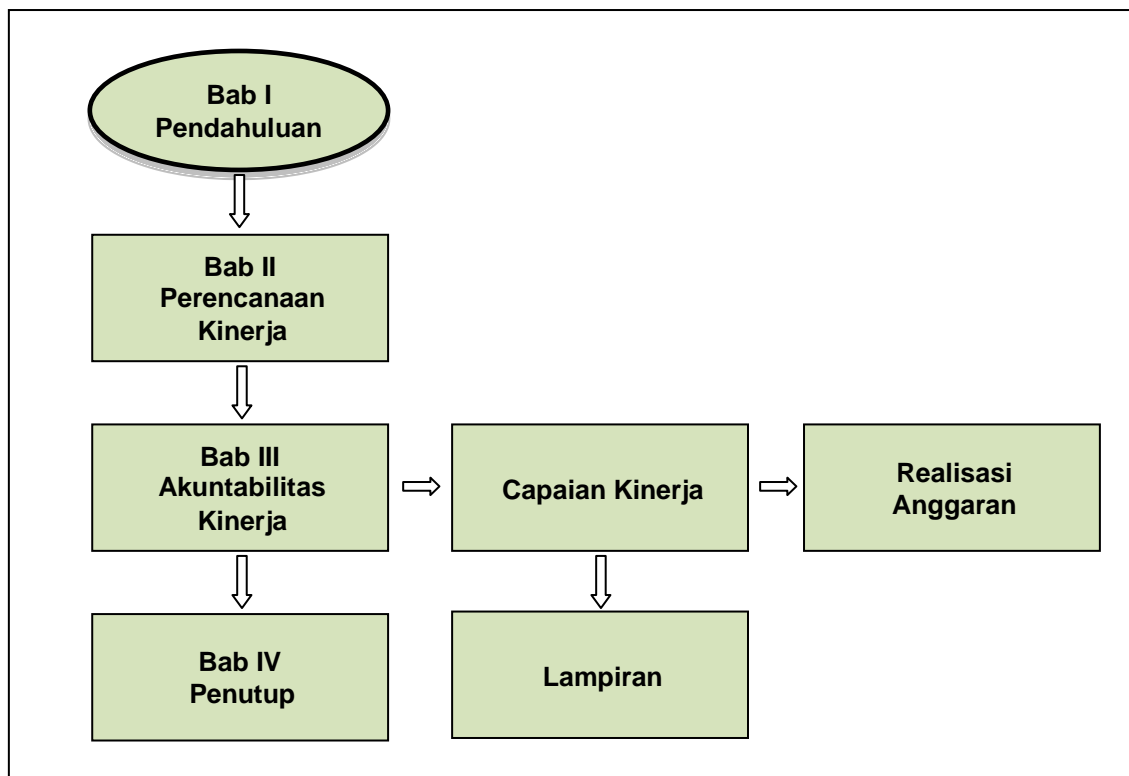 Bab I
Pendahuluan
Bab II
Perencanaan
Kinerja
Bab III
Akuntabilitas
Kinerja
Capaian Kinerja
Realisasi
Anggaran
Bab IV
Penutup
Lampiran